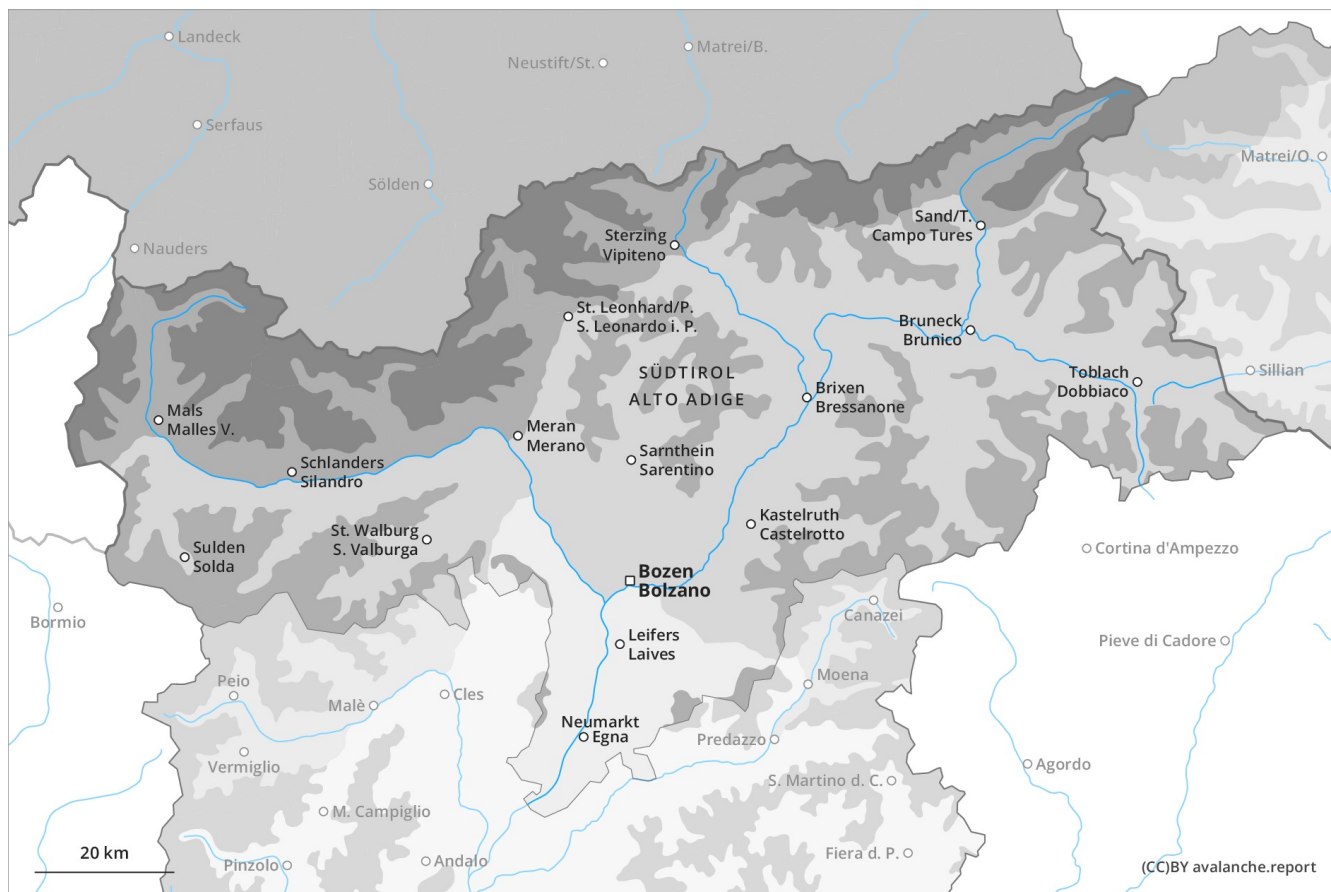 Landeck
Matrei/B.
Neustift/St.
Serfaus
Matrei/O.
Sölden
Sand/T.
Campo Tures
Nauders
Sterzing
Vipiteno
St. Leonhard/P.
S. Leonardo i. P.
Bruneck
Brunico
SÜDTIROL
ALTO ADIGE
Toblach
Dobbiaco
Sillian
Brixen
Bressanone
Mals
Malles V.
Meran
Merano
Sarnthein
Sarentino
Schlanders
Silandro
Kastelruth
Castelrotto
St. Walburg
S. Valburga
Sulden
Solda
Cortina d'Ampezzo
Bozen
Bolzano
Bormio
Canazei
Leifers
Laives
Pieve di Cadore
Peio
Moena
Malè
Cles
Neumarkt
Egna
Predazzo
Vermiglio
Agordo
S. Martino d. C.
M. Campiglio
20 km
Pinzolo
Andalo
Fiera d. P.
(CC)BY avalanche.report